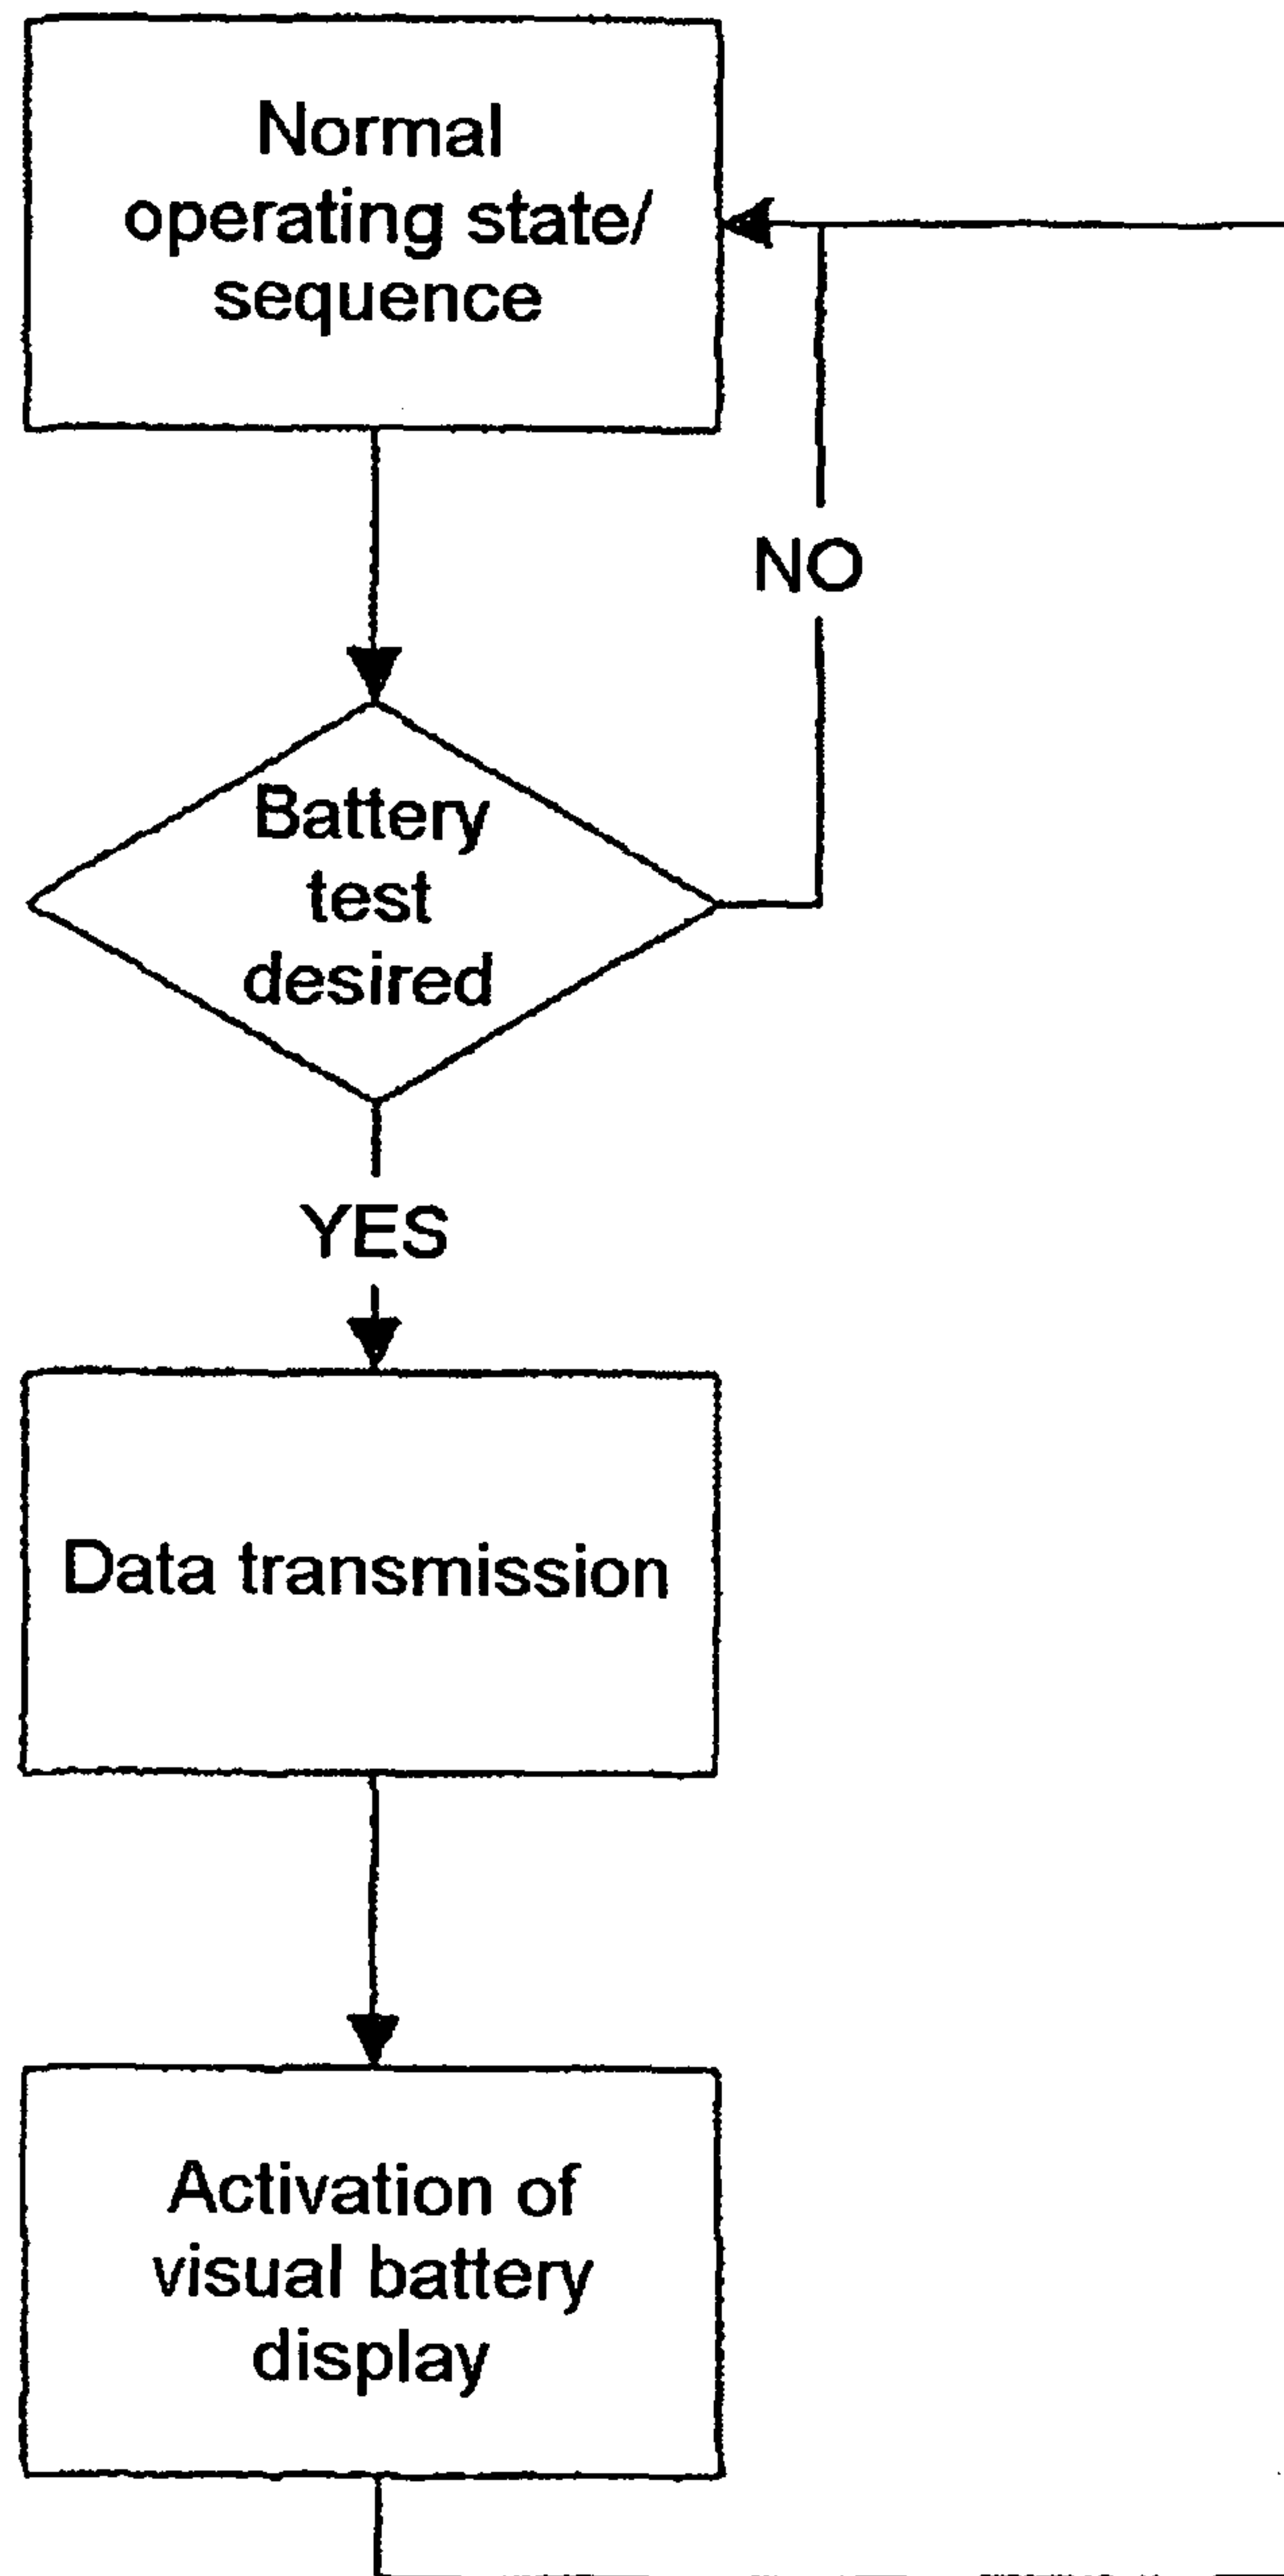 Normal
operating state/
sequence
NO
Battery
test
desired
YES
Data transmission
Activation of
visual battery
display